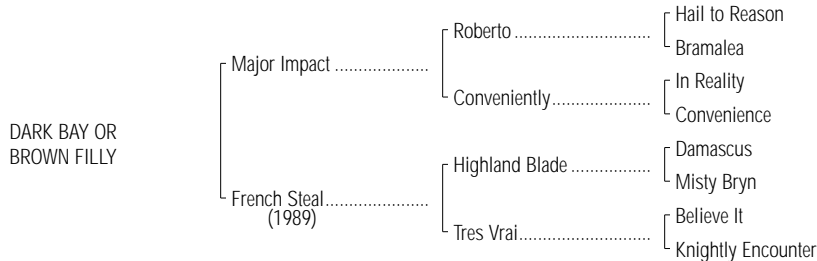 Hail to Reason
Roberto
Bramalea
Major Impact
In Reality
Conveniently
Convenience
DARK BAY OR
BROWN FILLY
Damascus
Highland Blade
Misty Bryn
French Steal
(1989)
Believe It
Tres Vrai
Knightly Encounter